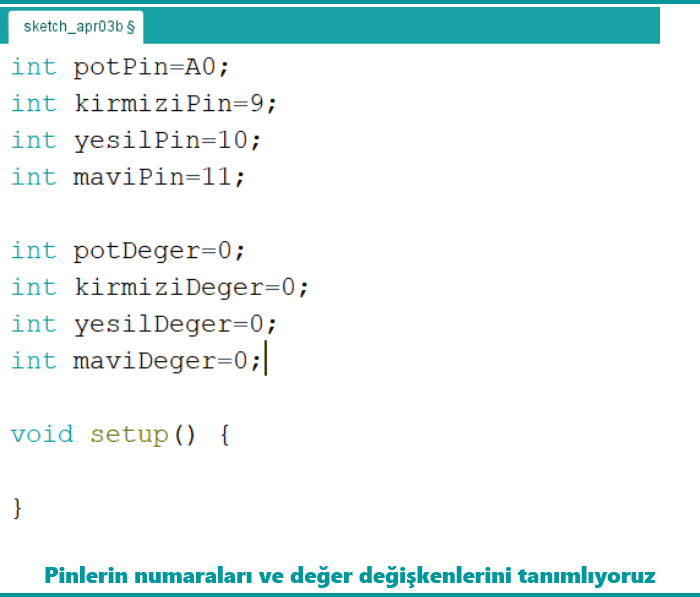 sketch_apr03b §
int potPin=A0;
int kirmiziPin=9;
int yesilPin=10;
int maviPin=11;
int potDeger=0;
int kirmiziDeger=0;
int yesilDeger=0;
int maviDeger=0;
void setup() {
}
Pinlerin numaraları ve değer değişkenlerini tanımlıyoruz